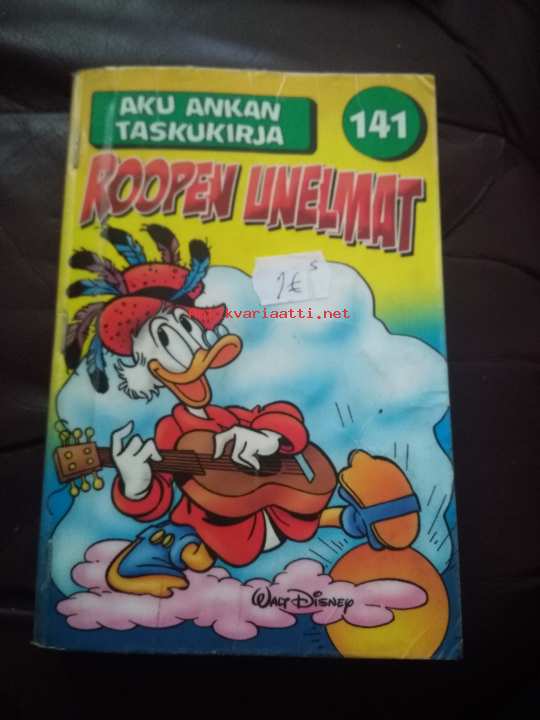 AKU ANKAN
TASKUKIRJA
141
ROOPEN UNELMAT
1€ s
kvariaatti.net
WALT DISNEY